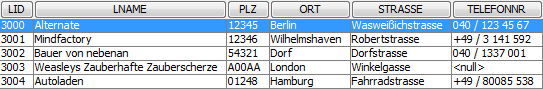 LID LNAME PLZ ORT STRASSE TELEFONNR
3000 Alternate 12345 Berlin Wasweißichstrasse 040 / 123 45 67
3001 Mindfactory 12346 Wilhelmshaven Robertstrasse +49 / 3 141 592
3002 Bauer von nebenan 54321 Dorf Dorfstrasse 040 / 1337 001
3003 Weasleys Zauberhafte Zauberscherze A00AA London Winkelgasse <null>
3004 Autoladen 01248 Hamburg Fahrradstrasse +49 / 80085 538